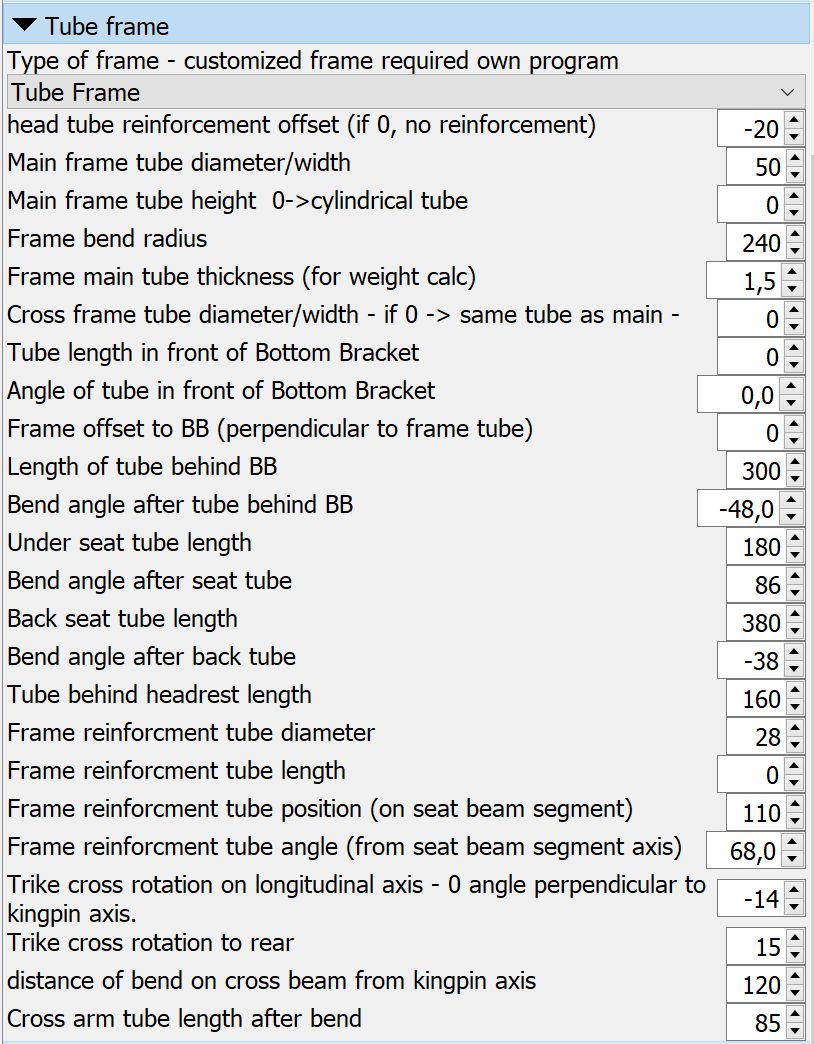 Tube frame
Type of frame - customized frame required own program
Tube Frame
head tube reinforcement offset (if 0, no reinforcement) -20
Main frame tube diameter/width 50
Main frame tube height  0->cylindrical tube 0
Frame bend radius 240
Frame main tube thickness (for weight calc) 1,5
Cross frame tube diameter/width - if 0 -> same tube as main - 0
Tube length in front of Bottom Bracket 0
Angle of tube in front of Bottom Bracket 0,0
Frame offset to BB (perpendicular to frame tube) 0
Length of tube behind BB 300
Bend angle after tube behind BB -48,0
Under seat tube length 180
Bend angle after seat tube 86
Back seat tube length 380
Bend angle after back tube -38
Tube behind headrest length 160
Frame reinforcment tube diameter 28
Frame reinforcment tube length 0
Frame reinforcment tube position (on seat beam segment) 110
Frame reinforcment tube angle (from seat beam segment axis) 68,0
Trike cross rotation on longitudinal axis - 0 angle perpendicular to -14
kingpin axis.
Trike cross rotation to rear 15
distance of bend on cross beam from kingpin axis 120
Cross arm tube length after bend 85